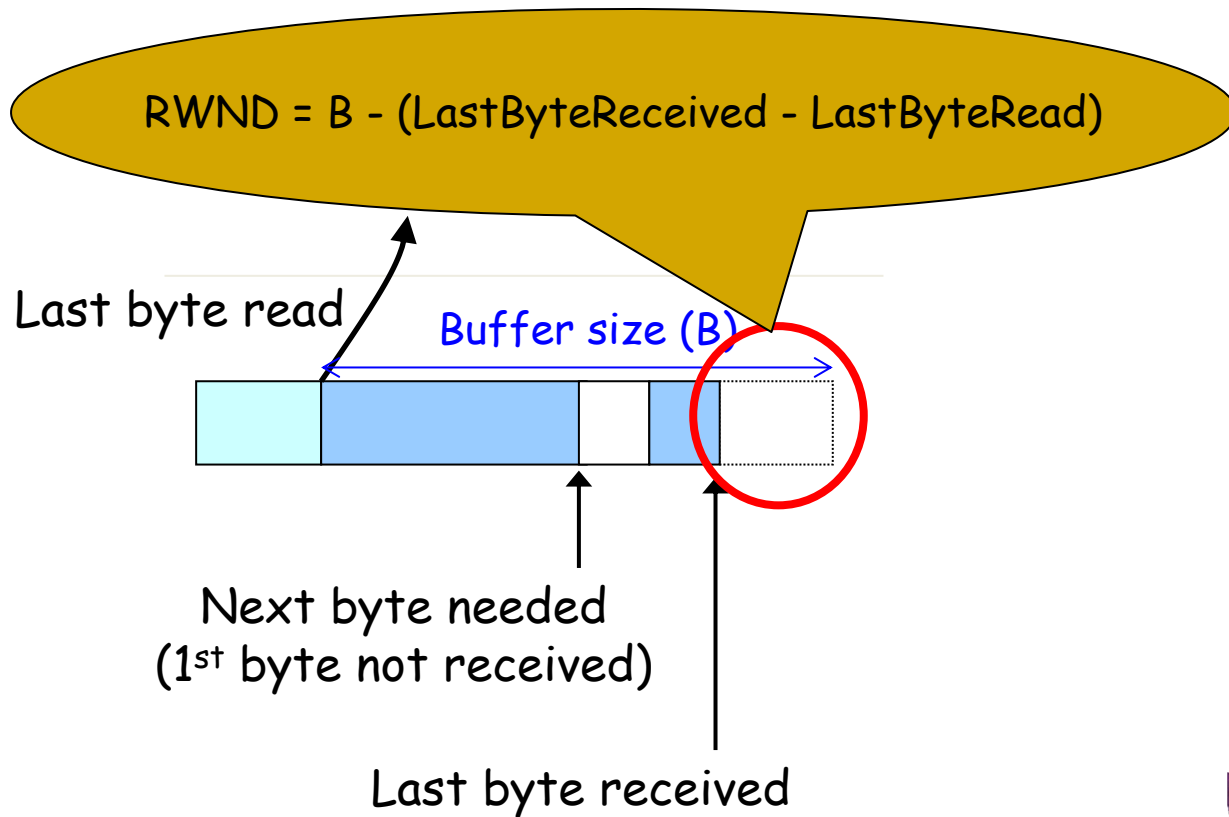 RWND = B - (LastByteReceived - LastByteRead)
Last byte read
Buffer size (B)
Next byte needed
(1st byte not received)
Last byte received